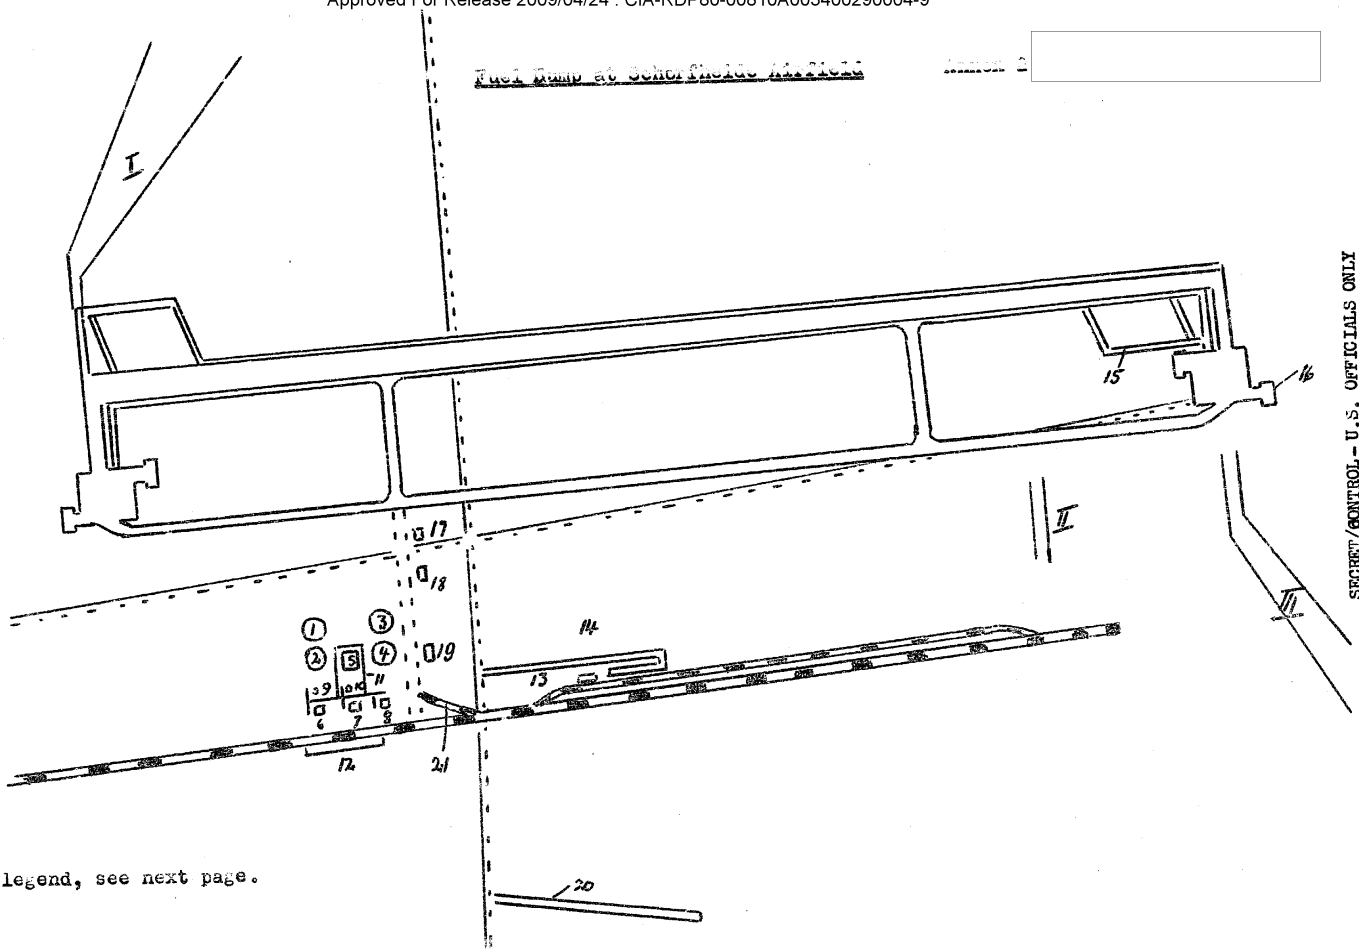 Approved For Release 2009/04/24 : CIA-RDP80-00810A003400290004-9
Fuel Dump at Schorfheide Airfield
Annex 2
I
SECRET/CONTROL - U.S. OFFICIALS ONLY
15
16
17
II
18
III
1
3
14
2
5
4
19
9
10
11
13
6
7
8
12
21
legend, see next page.
20